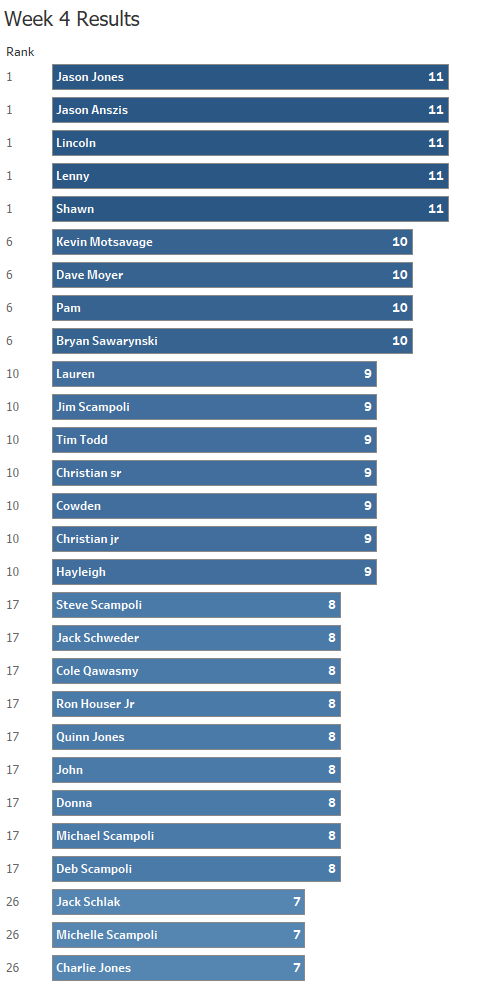 Week 4 Results
Rank
1 Jason Jones 11
1 Jason Anszis 11
1 Lincoln 11
1 Lenny 11
1 Shawn 11
6 Kevin Motsavage 10
6 Dave Moyer 10
6 Pam 10
6 Bryan Sawarynski 10
10 Lauren 9
10 Jim Scampoli 9
10 Tim Todd 9
10 Christian sr 9
10 Cowden 9
10 Christian jr 9
10 Hayleigh 9
17 Steve Scampoli 8
17 Jack Schweder 8
17 Cole Qawasmy 8
17 Ron Houser Jr 8
17 Quinn Jones 8
17 John 8
17 Donna 8
17 Michael Scampoli 8
17 Deb Scampoli 8
26 Jack Schlak 7
26 Michelle Scampoli 7
26 Charlie Jones 7